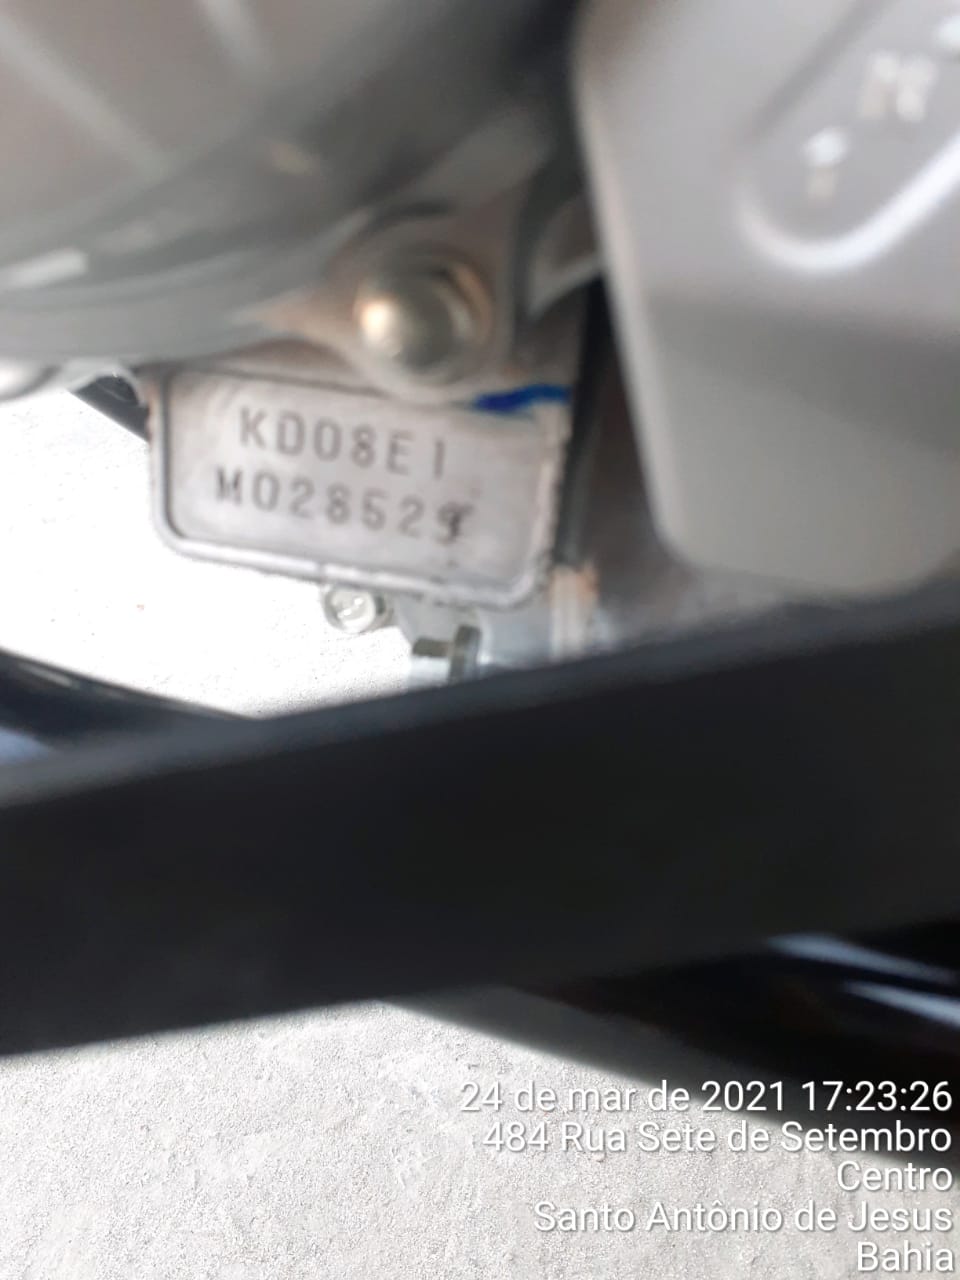 KD08E1
M028529
24 de mar de 2021 17:23:26
484 Rua Sete de Setembro
Centro
Santo Antônio de Jesus
Bahia